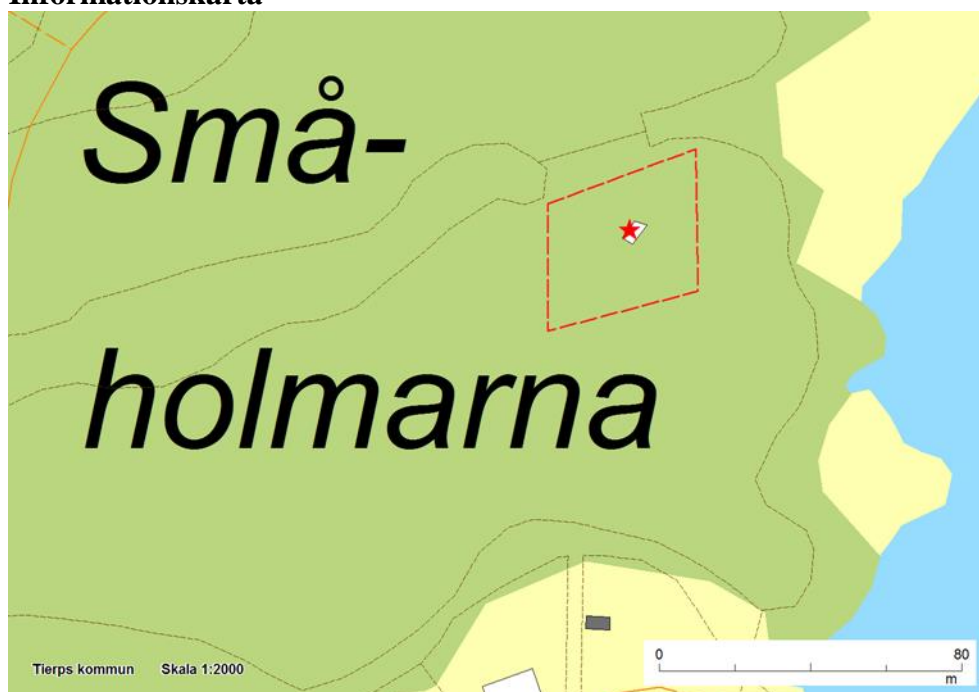 Informationskarta
Små-
holmarna
Tierps kommun Skala 1:2000
0 80
m